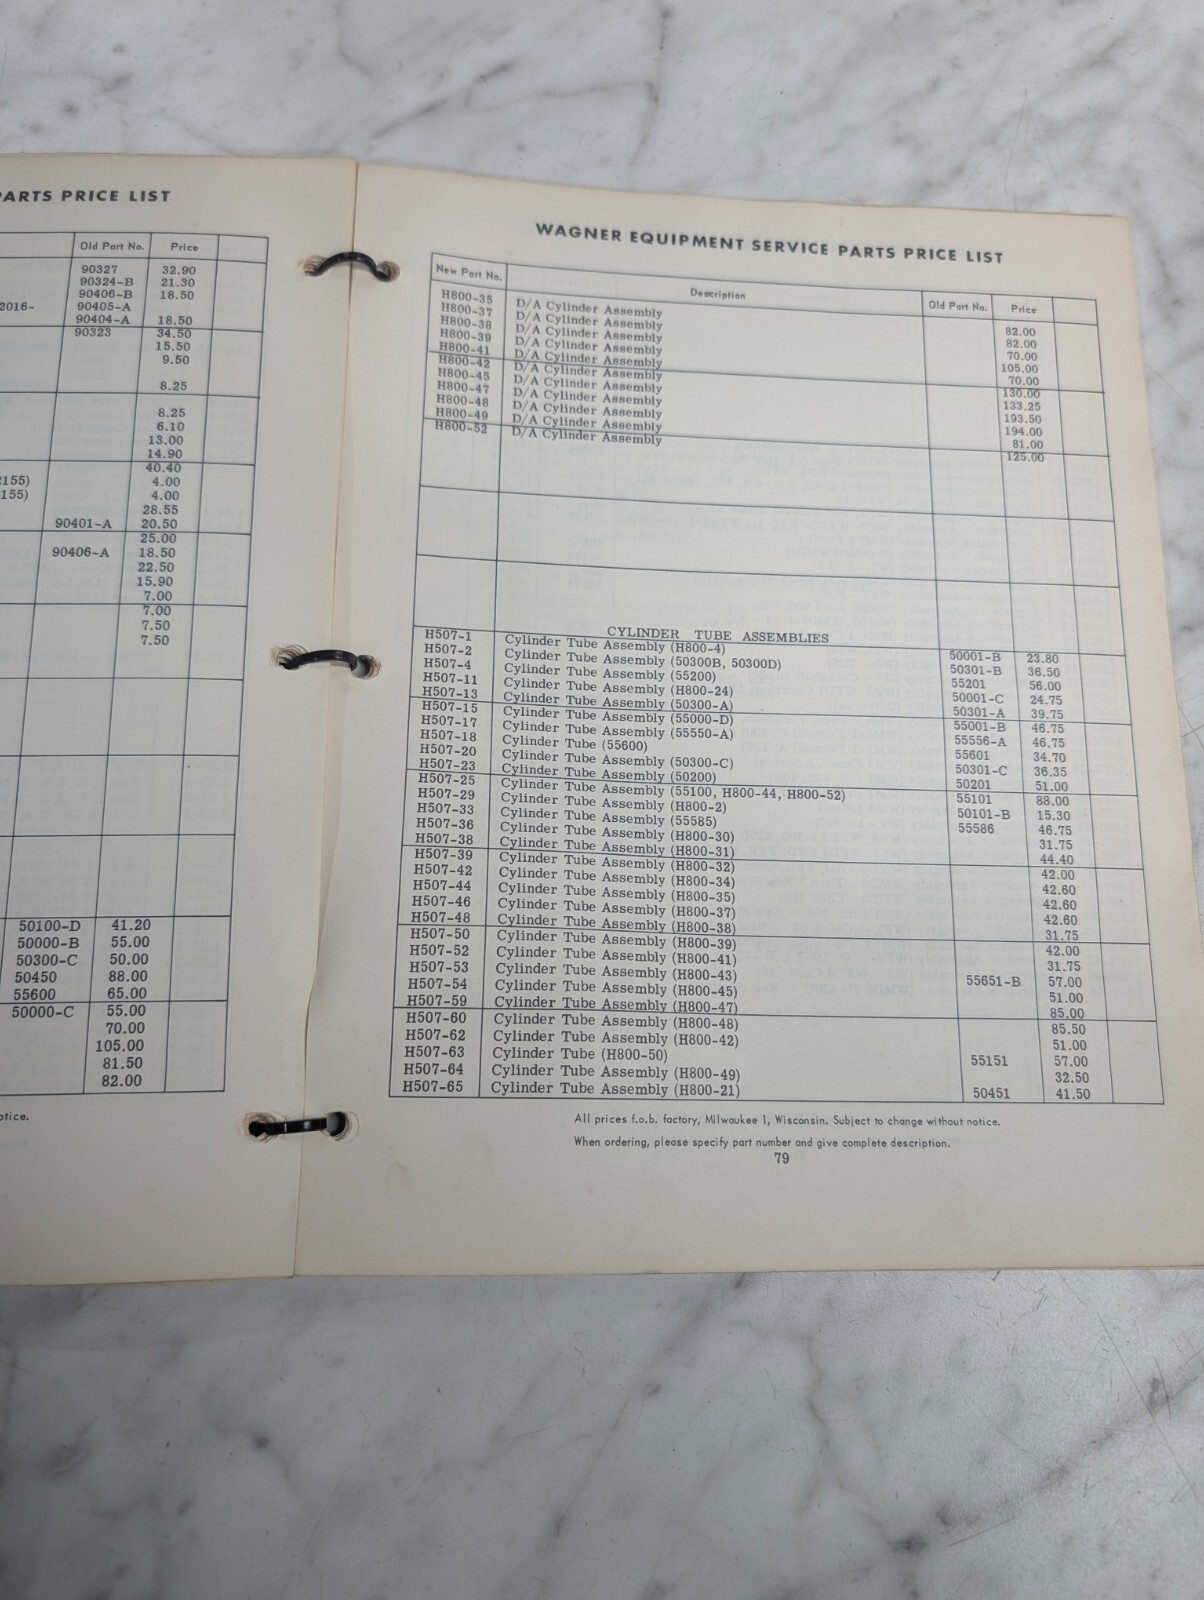 PARTS PRICE LIST
Old Part No. Price
90327 32.90
90324-B 21.30
90406-B 18.50
2016- 90405-A
90404-A 18.50
90323 34.50
15.50
9.50
8.25
8.25
6.10
13.00
14.90
40.40
155) 4.00
155) 4.00
28.55
90401-A 20.50
25.00
90406-A 18.50
22.50
15.90
7.00
7.00
7.50
7.50
50100-D 41.20
50000-B 55.00
50300-C 50.00
50450 88.00
55600 65.00
50000-C 55.00
70.00
105.00
81.50
82.00
otice.
WAGNER EQUIPMENT SERVICE PARTS PRICE LIST
New Part No. Description Old Part No. Price
H800-35 D/A Cylinder Assembly 82.00
H800-37 D/A Cylinder Assembly 82.00
H800-38 D/A Cylinder Assembly 70.00
H800-39 D/A Cylinder Assembly 105.00
H800-41 D/A Cylinder Assembly 70.00
H800-42 D/A Cylinder Assembly 130.00
H800-45 D/A Cylinder Assembly 133.25
H800-47 D/A Cylinder Assembly 193.50
H800-48 D/A Cylinder Assembly 194.00
H800-49 D/A Cylinder Assembly 81.00
H800-52 D/A Cylinder Assembly 125.00
CYLINDER TUBE ASSEMBLIES
H507-1 Cylinder Tube Assembly (H800-4) 50001-B 23.80
H507-2 Cylinder Tube Assembly (50300B, 50300D) 50301-B 36.50
H507-4 Cylinder Tube Assembly (55200) 55201 56.00
H507-11 Cylinder Tube Assembly (H800-24) 50001-C 24.75
H507-13 Cylinder Tube Assembly (50300-A) 50301-A 39.75
H507-15 Cylinder Tube Assembly (55000-D) 55001-B 46.75
H507-17 Cylinder Tube Assembly (55550-A) 55556-A 46.75
H507-18 Cylinder Tube (55600) 55601 34.70
H507-20 Cylinder Tube Assembly (50300-C) 50301-C 36.35
H507-23 Cylinder Tube Assembly (50200) 50201 51.00
H507-25 Cylinder Tube Assembly (55100, H800-44, H800-52) 55101 88.00
H507-29 Cylinder Tube Assembly (H800-2) 50101-B 15.30
H507-33 Cylinder Tube Assembly (55585) 55586 46.75
H507-36 Cylinder Tube Assembly (H800-30) 31.75
H507-38 Cylinder Tube Assembly (H800-31) 44.40
H507-39 Cylinder Tube Assembly (H800-32) 42.00
H507-42 Cylinder Tube Assembly (H800-34) 42.60
H507-44 Cylinder Tube Assembly (H800-35) 42.60
H507-46 Cylinder Tube Assembly (H800-37) 42.60
H507-48 Cylinder Tube Assembly (H800-38) 31.75
H507-50 Cylinder Tube Assembly (H800-39) 42.00
H507-52 Cylinder Tube Assembly (H800-41) 31.75
H507-53 Cylinder Tube Assembly (H800-43) 55651-B 57.00
H507-54 Cylinder Tube Assembly (H800-45) 51.00
H507-59 Cylinder Tube Assembly (H800-47) 85.00
H507-60 Cylinder Tube Assembly (H800-48) 85.50
H507-62 Cylinder Tube Assembly (H800-42) 51.00
H507-63 Cylinder Tube (H800-50) 55151 57.00
H507-64 Cylinder Tube Assembly (H800-49) 32.50
H507-65 Cylinder Tube Assembly (H800-21) 50451 41.50
All prices f.o.b. factory, Milwaukee 1, Wisconsin. Subject to change without notice.
When ordering, please specify part number and give complete description.
79